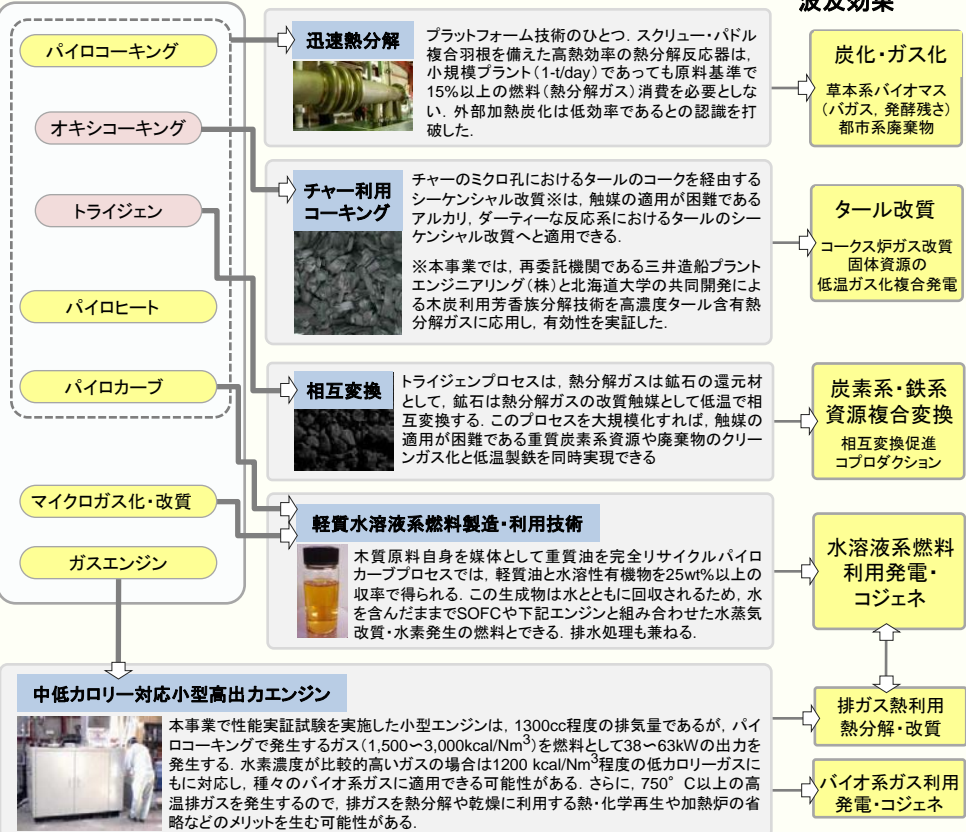 波及効果
パイロコーキング
オキシコーキング
トライジェン
パイロヒート
パイロカーブ
マイクロガス化・改質
ガスエンジン
迅速熱分解
プラットフォーム技術のひとつ．スクリュー・パドル
複合羽根を備えた高熱効率の熱分解反応器は，
小規模プラント（1-t/day）であっても原料基準で
15%以上の燃料（熱分解ガス）消費を必要としな
い．外部加熱炭化は低効率であるとの認識を打
破した．
炭化・ガス化
草本系バイオマス
（バガス，発酵残さ）
都市系廃棄物
チャー利用
コーキング
チャーのミクロ孔におけるタールのコークを経由する
シーケンシャル改質※は，触媒の適用が困難である
アルカリ，ダーティーな反応系におけるタールのシー
ケンシャル改質へと適用できる．
※本事業では，再委託機関である三井造船プラント
エンジニアリング（株）と北海道大学の共同開発によ
る木炭利用芳香族分解技術を高濃度タール含有熱
分解ガスに応用し，有効性を実証した．
タール改質
コークス炉ガス改質
固体資源の
低温ガス化複合発電
相互変換
トライジェンプロセスは，熱分解ガスは鉱石の還元材
として，鉱石は熱分解ガスの改質触媒として低温で相
互変換する．このプロセスを大規模化すれば，触媒の
適用が困難である重質炭素系資源や廃棄物のクリー
ンガス化と低温製鉄を同時実現できる
炭素系・鉄系
資源複合変換
相互変換促進
コプロダクション
軽質水溶液系燃料製造・利用技術
木質原料自身を媒体として重質油を完全リサイクルパイロ
カーブプロセスでは，軽質油と水溶性有機物を25wt%以上の
収率で得られる．この生成物は水とともに回収されるため，水
を含んだままでSOFCや下記エンジンと組み合わせた水蒸気
改質・水素発生の燃料とできる．排水処理も兼ねる．
水溶液系燃料
利用発電・
コジェネ
中低カロリー対応小型高出力エンジン
本事業で性能実証試験を実施した小型エンジンは，1300cc程度の排気量であるが，パイ
ロコーキングで発生するガス（1,500～3,000kcal/Nm3）を燃料として38～63kWの出力を
発生する．水素濃度が比較的高いガスの場合は1200 kcal/Nm3程度の低カロリーガスに
もに対応し，種々のバイオ系ガスに適用できる可能性がある．さらに，750°C以上の高
温排ガスを発生するので，排ガスを熱分解や乾燥に利用する熱・化学再生や加熱炉の省
略などのメリットを生む可能性がある．
排ガス熱利用
熱分解・改質
バイオ系ガス利用
発電・コジェネ